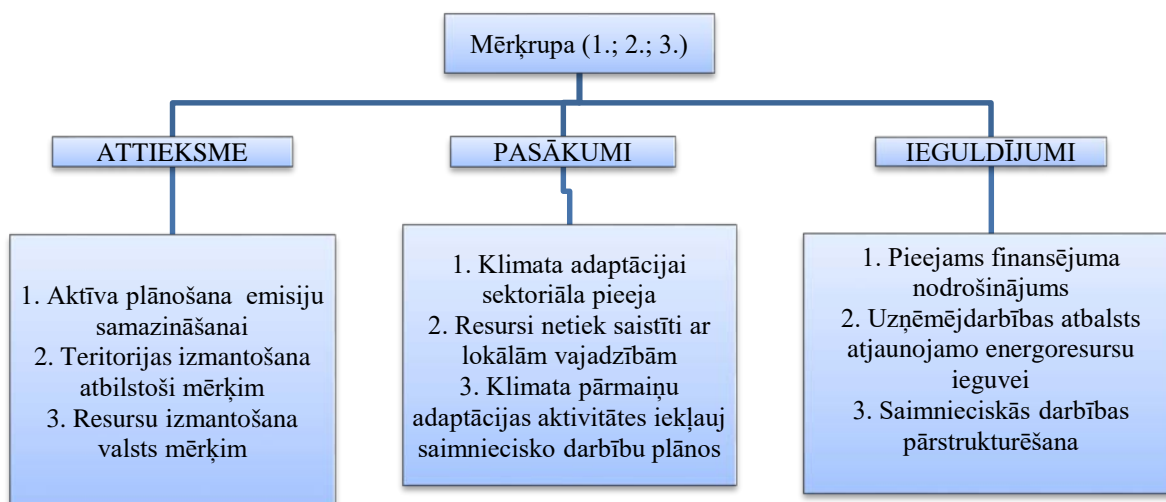 Mērķrupa (1.; 2.; 3.)
ATTIEKSME
PASĀKUMI
IEGULDĪJUMI
1. Aktīva plānošana emisiju
samazināšanai
2. Teritorijas izmantošana
atbilstoši mērķim
3. Resursu izmantošana
valsts mērķim
1. Klimata adaptācijai
sektoriāla pieeja
2. Resursi netiek saistīti ar
lokālām vajadzībām
3. Klimata pārmaiņu
adaptācijas aktivitātes iekļauj
saimniecisko darbību plānos
1. Pieejams finansējuma
nodrošinājums
2. Uzņēmējdarbības atbalsts
atjaunojamo energoresursu
ieguvei
3. Saimnieciskās darbības
pārstrukturēšana